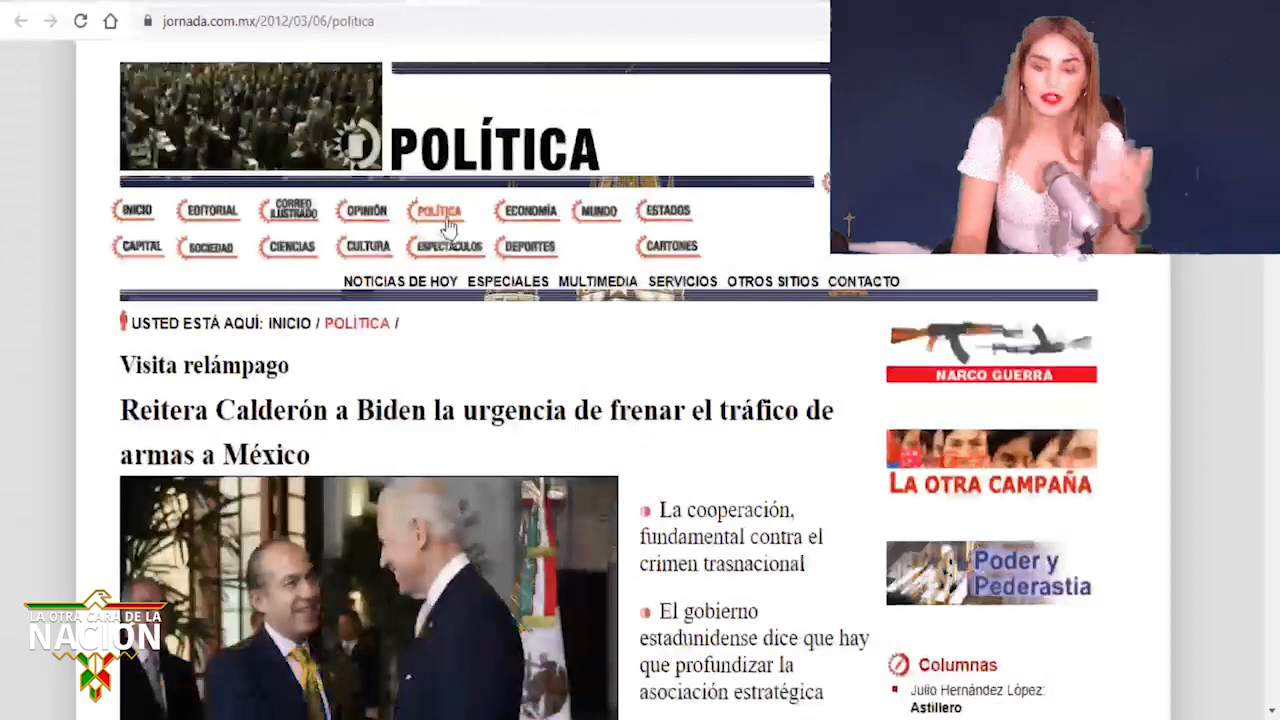 jornada.com.mx/2012/03/06/politica
POLÍTICA
INICIO EDITORIAL CORREO ILUSTRADO OPINIÓN POLÍTICA ECONOMÍA MUNDO ESTADOS
CAPITAL SOCIEDAD CIENCIAS CULTURA ESPECTÁCULOS DEPORTES CARTONES
NOTICIAS DE HOY ESPECIALES MULTIMEDIA SERVICIOS OTROS SITIOS CONTACTO
USTED ESTÁ AQUÍ: INICIO / POLÍTICA /
Visita relámpago
Reitera Calderón a Biden la urgencia de frenar el tráfico de
armas a México
La cooperación,
fundamental contra el
crimen trasnacional
El gobierno
estadunidense dice que hay
que profundizar la
asociación estratégica
NARCO GUERRA
LA OTRA CAMPAÑA
Poder y
Pederastia
Columnas
Julio Hernández López:
Astillero
LA OTRA CARA DE LA
NACIÓN